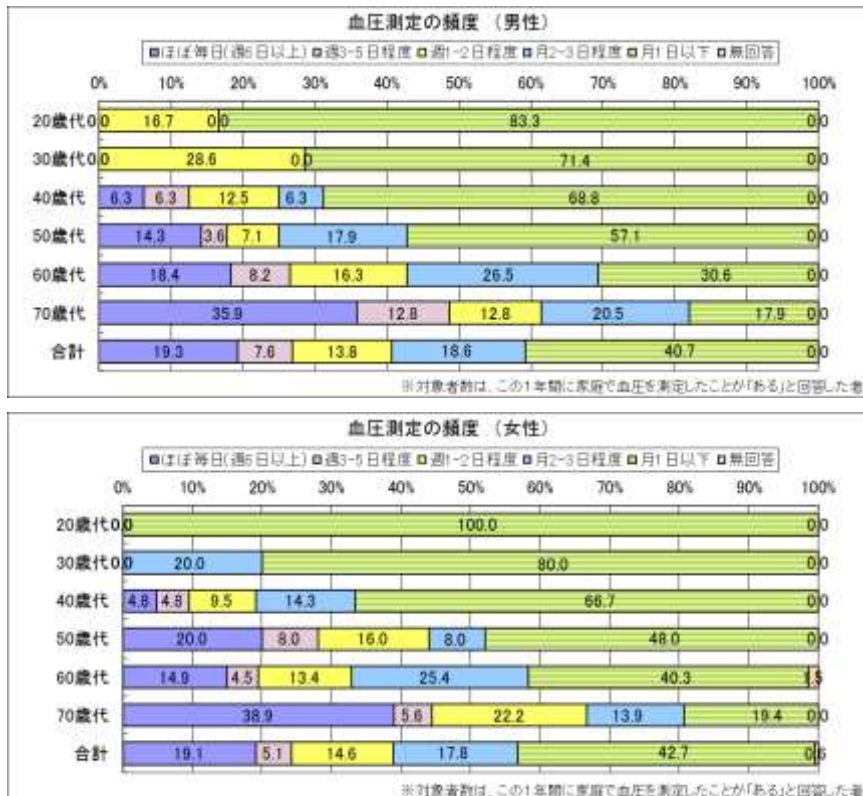 血圧測定の頻度 (男性)
■ほぼ毎日(週6日以上) ■週3-5日程度 ■週1-2日程度 ■月2-3日程度 ■月1日以下 □無回答
0% 10% 20% 30% 40% 50% 60% 70% 80% 90% 100%
20歳代 0.0 16.7 0.0 83.3 0.0
30歳代 0.0 28.6 0.0 71.4 0.0
40歳代 6.3 6.3 12.5 6.3 68.8 0.0
50歳代 14.3 3.6 7.1 17.9 57.1 0.0
60歳代 18.4 8.2 16.3 26.5 30.6 0.0
70歳代 35.9 12.8 12.8 20.5 17.9 0.0
合計 19.3 7.6 13.8 18.6 40.7 0.0
※対象者数は、この1年間に家庭で血圧を測定したことが「ある」と回答した者
血圧測定の頻度 (女性)
■ほぼ毎日(週6日以上) ■週3-5日程度 ■週1-2日程度 ■月2-3日程度 ■月1日以下 □無回答
0% 10% 20% 30% 40% 50% 60% 70% 80% 90% 100%
20歳代 0.0 100.0 0.0
30歳代 0.0 20.0 80.0 0.0
40歳代 4.8 4.8 9.5 14.3 66.7 0.0
50歳代 20.0 8.0 16.0 8.0 48.0 0.0
60歳代 14.9 4.5 13.4 25.4 40.3 1.5
70歳代 38.9 5.6 22.2 13.9 19.4 0.0
合計 19.1 5.1 14.6 17.8 42.7 0.6
※対象者数は、この1年間に家庭で血圧を測定したことが「ある」と回答した者